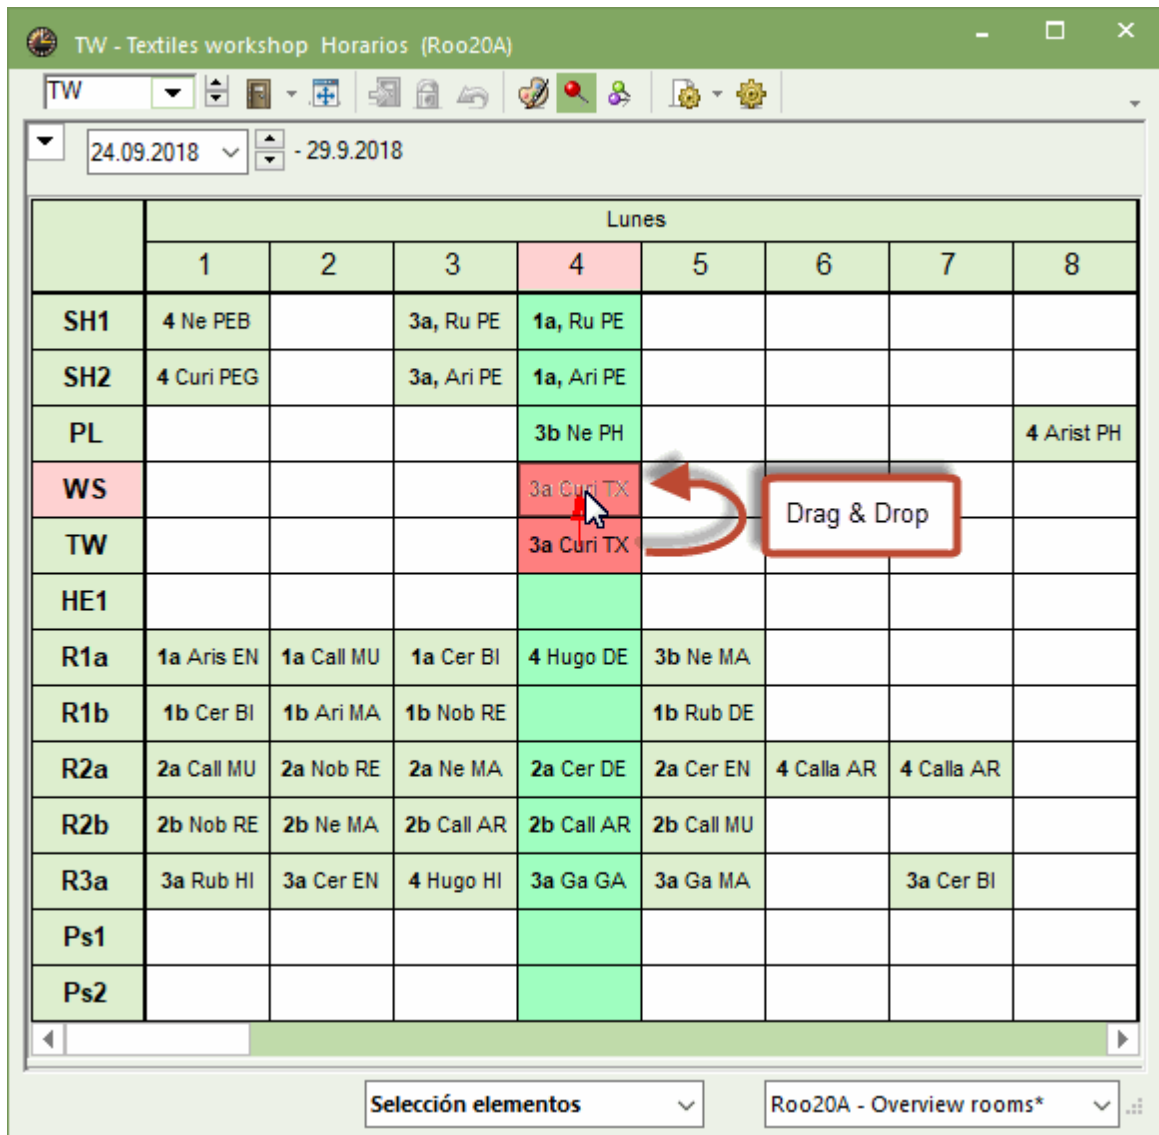 TW - Textiles workshop Horarios (Roo20A)
TW
24.09.2018 - 29.9.2018
Lunes
1 2 3 4 5 6 7 8
SH1 4 Ne PEB 3a, Ru PE 1a, Ru PE
SH2 4 Curi PEG 3a, Ari PE 1a, Ari PE
PL 3b Ne PH 4 Arist PH
WS 3a Curi TX
Drag & Drop
TW 3a Curi TX
HE1
R1a 1a Aris EN 1a Call MU 1a Cer BI 4 Hugo DE 3b Ne MA
R1b 1b Cer BI 1b Ari MA 1b Nob RE 1b Rub DE
R2a 2a Call MU 2a Nob RE 2a Ne MA 2a Cer DE 2a Cer EN 4 Calla AR 4 Calla AR
R2b 2b Nob RE 2b Ne MA 2b Call AR 2b Call AR 2b Call MU
R3a 3a Rub HI 3a Cer EN 4 Hugo HI 3a Ga GA 3a Ga MA 3a Cer BI
Ps1
Ps2
Selección elementos Roo20A - Overview rooms*